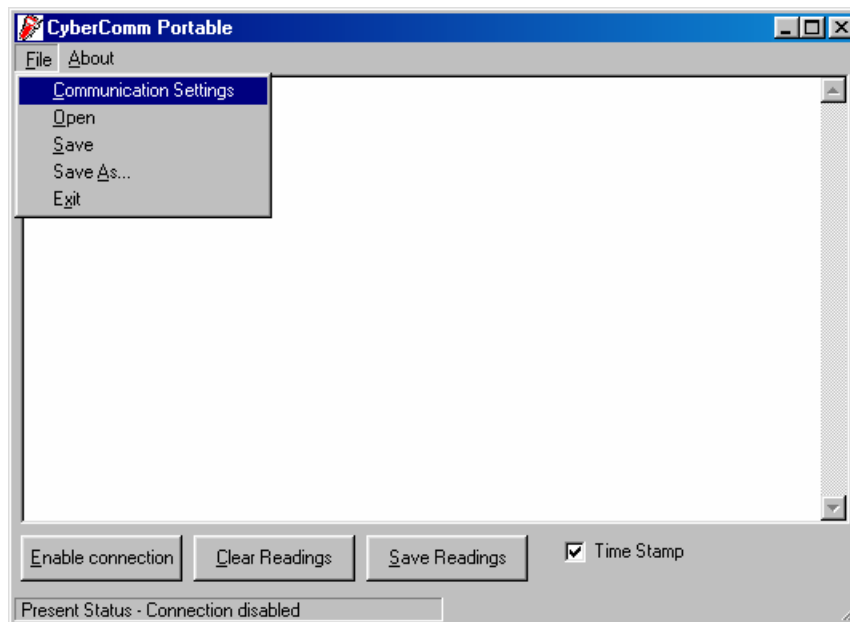 CyberComm Portable
File About
Communication Settings
Open
Save
Save As...
Exit
Enable connection Clear Readings Save Readings Time Stamp
Present Status - Connection disabled